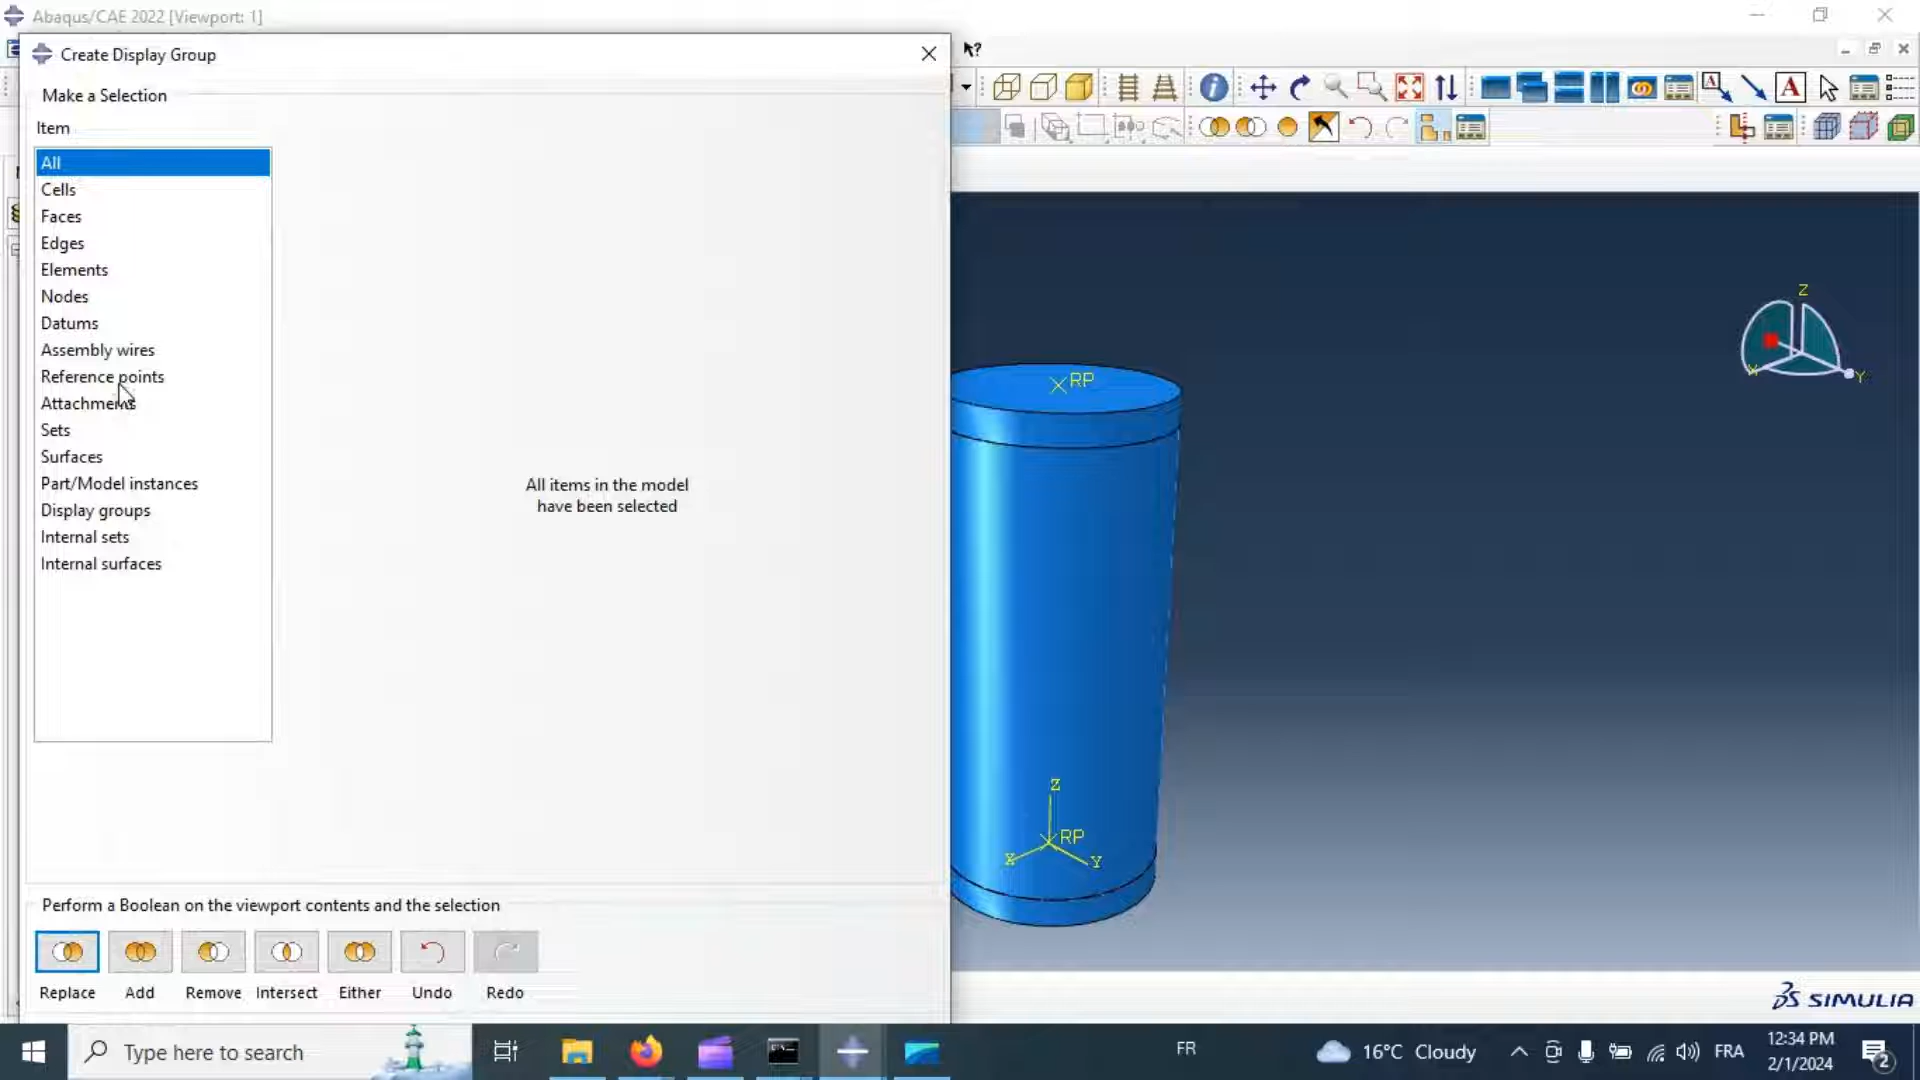 Abaqus/CAE 2022 [Viewport: 1]
Create Display Group
Make a Selection
Item
All
Cells
Faces
Edges
Elements
Nodes
Datums
Assembly wires
Reference points
Attachments
Sets
Surfaces
Part/Model instances
Display groups
Internal sets
Internal surfaces
All items in the model
have been selected
Perform a Boolean on the viewport contents and the selection
Replace
Add
Remove
Intersect
Either
Undo
Redo
Z
Y
RP
Z
RP
X
Y
SIMULIA
Type here to search
FR
16°C Cloudy
FRA
12:34 PM
2/1/2024
2